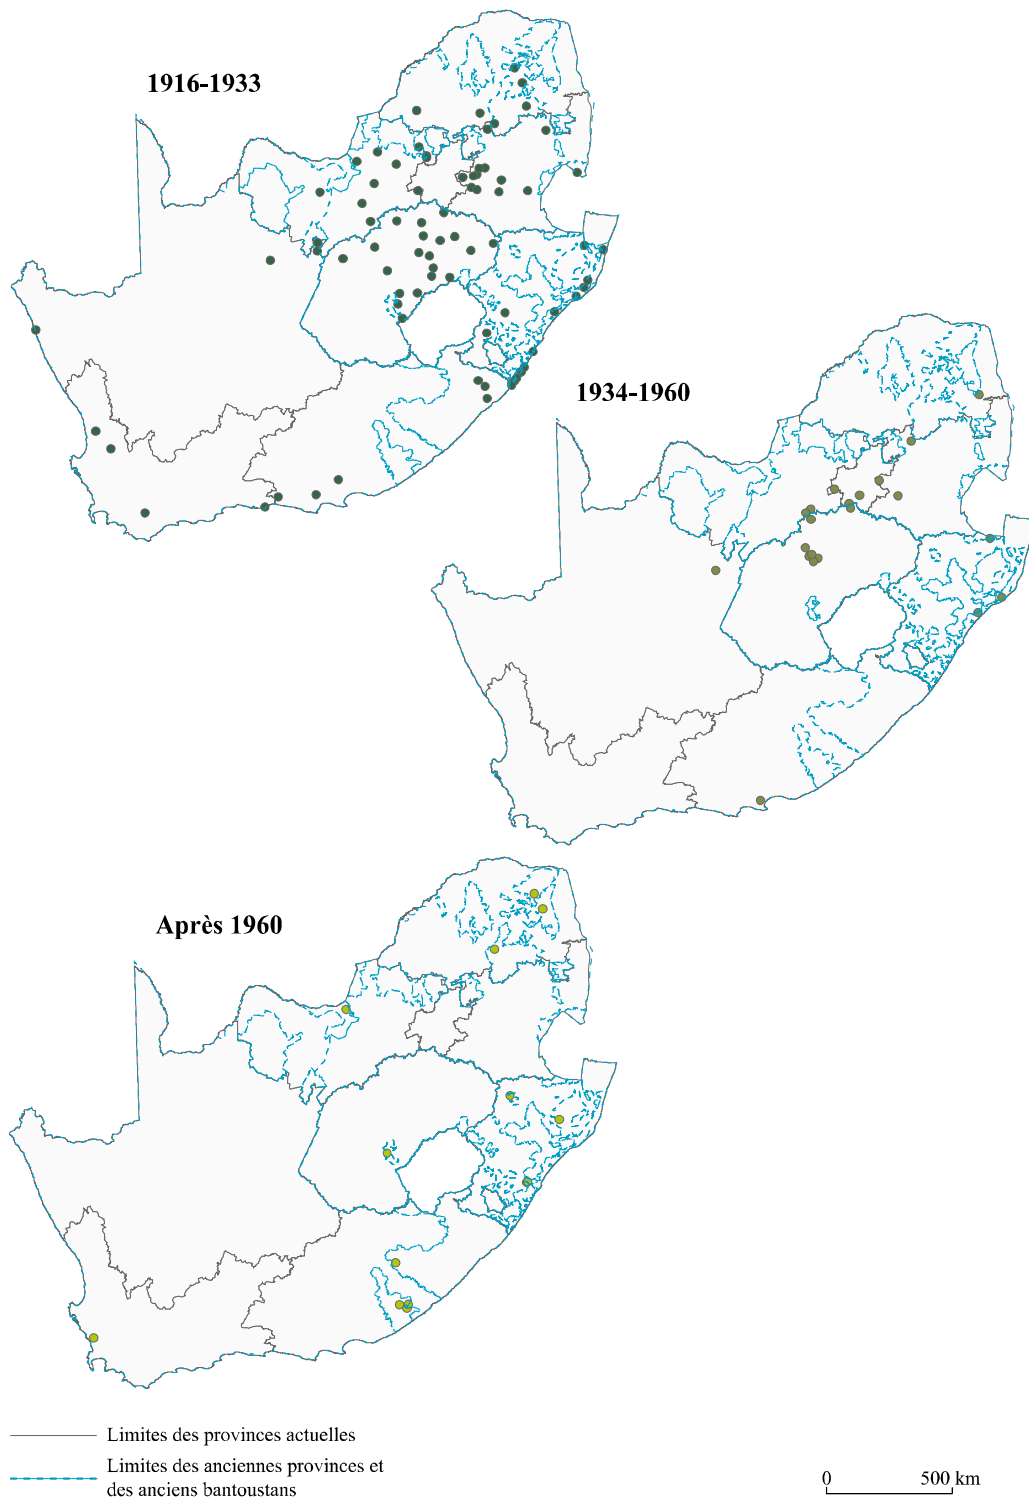 1916-1933
1934-1960
Après 1960
Limites des provinces actuelles
Limites des anciennes provinces et
des anciens bantoustans
0 500 km